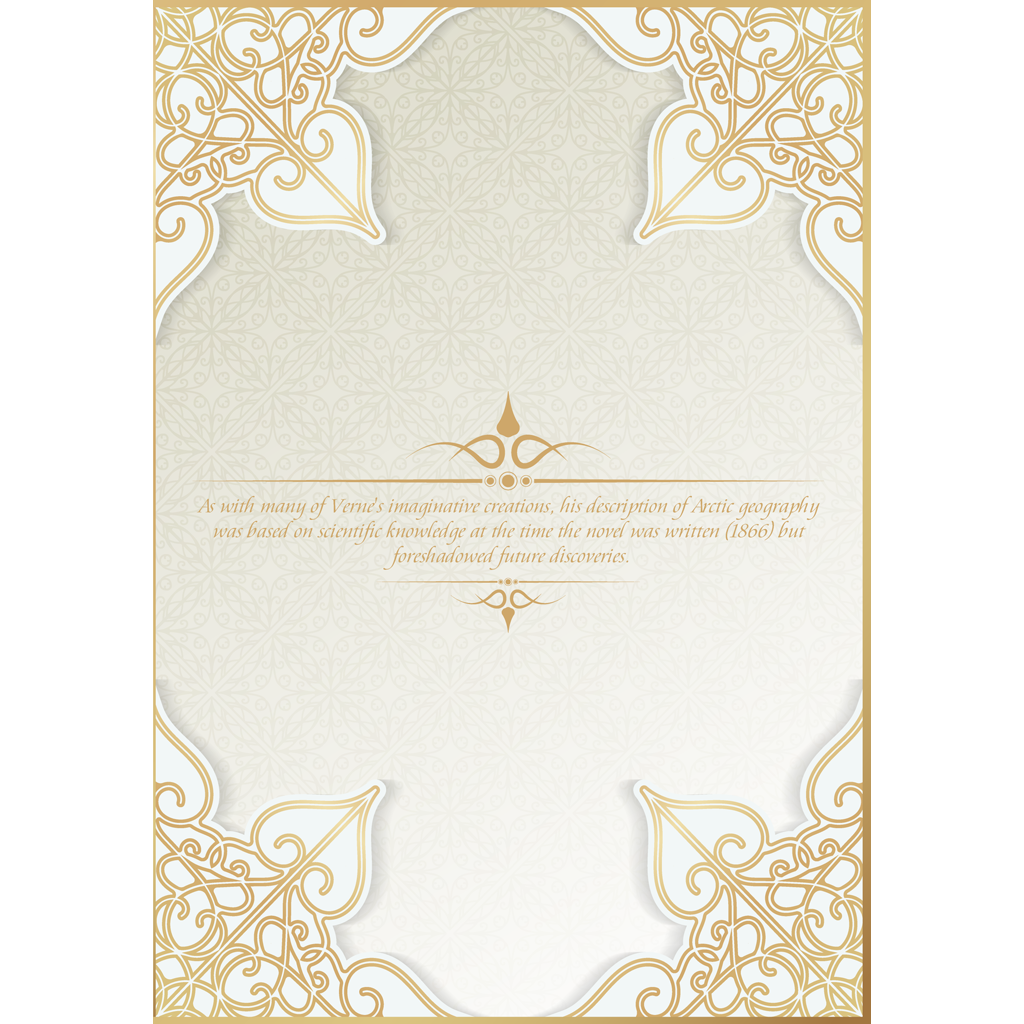 As with many of Verne's imaginative creations, his description of Arctic geography
was based on scientific knowledge at the time the novel was written (1866) but
foreshadowed future discoveries.